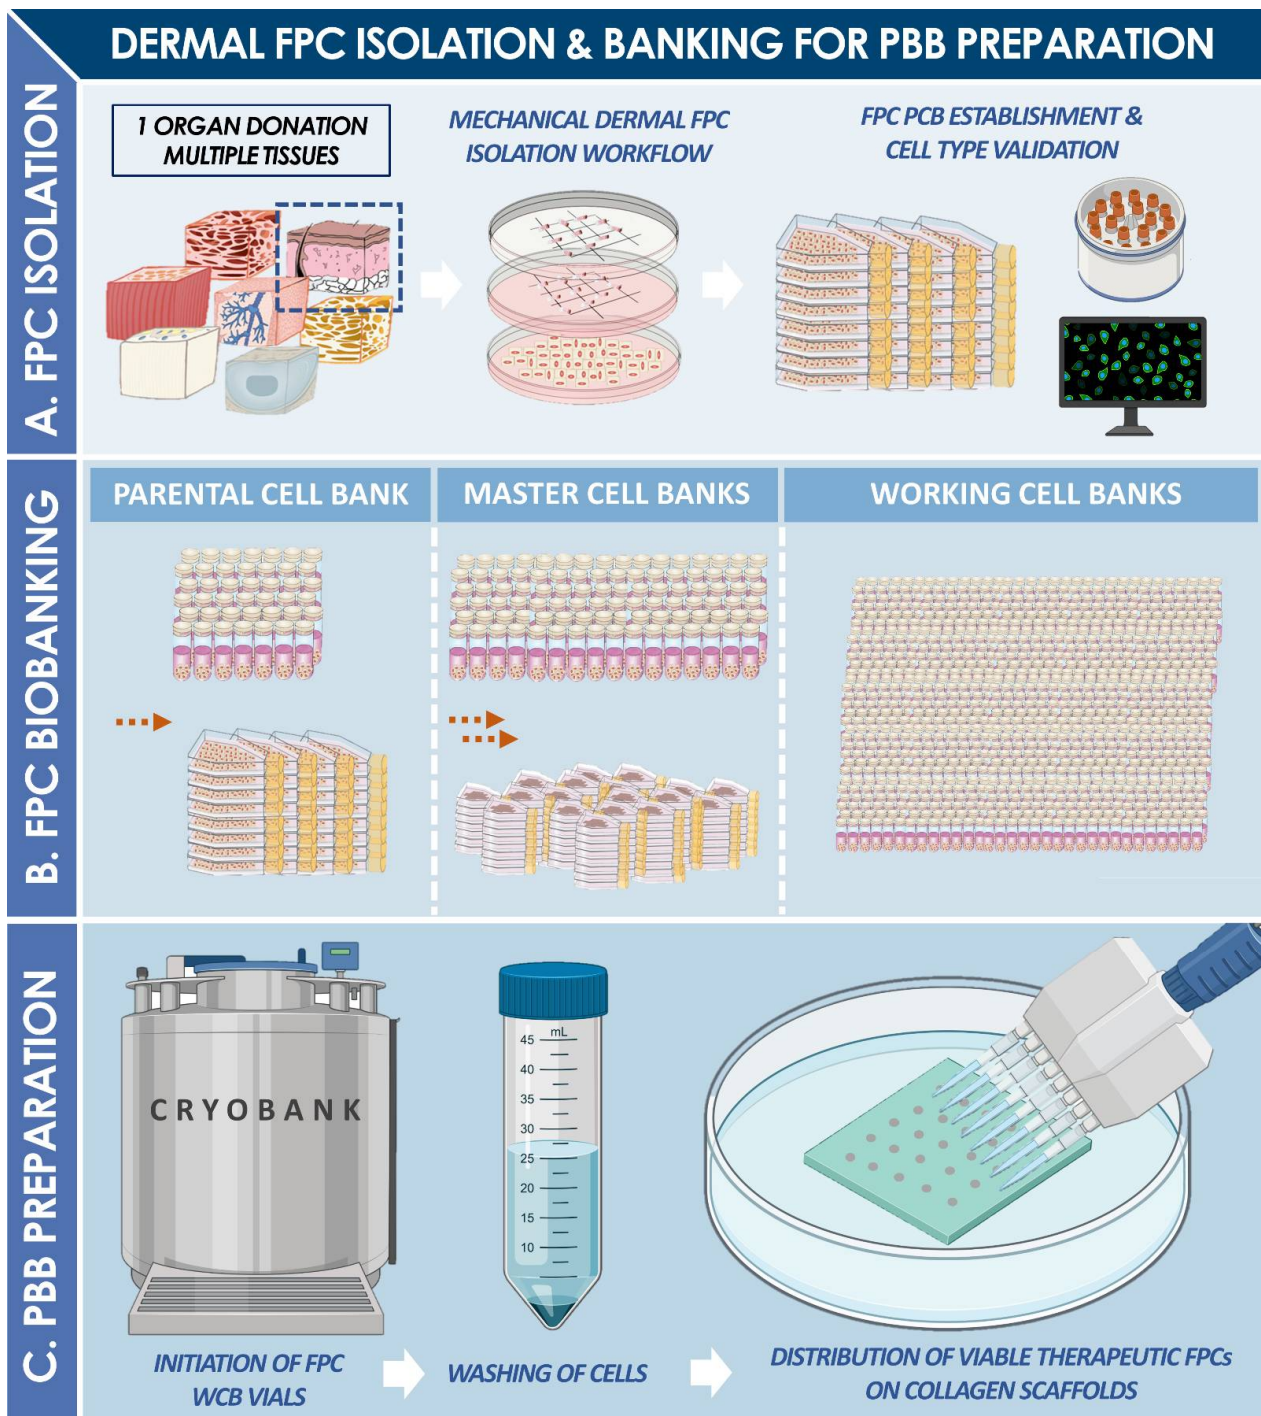 DERMAL FPC ISOLATION & BANKING FOR PBB PREPARATION
A. FPC ISOLATION
1 ORGAN DONATION
MULTIPLE TISSUES
MECHANICAL DERMAL FPC
ISOLATION WORKFLOW
FPC PCB ESTABLISHMENT &
CELL TYPE VALIDATION
B. FPC BIOBANKING
PARENTAL CELL BANK
MASTER CELL BANKS
WORKING CELL BANKS
C. PBB PREPARATION
CRYOBANK
mL
45
40
35
30
25
20
15
10
INITIATION OF FPC
WCB VIALS
WASHING OF CELLS
DISTRIBUTION OF VIABLE THERAPEUTIC FPCs
ON COLLAGEN SCAFFOLDS